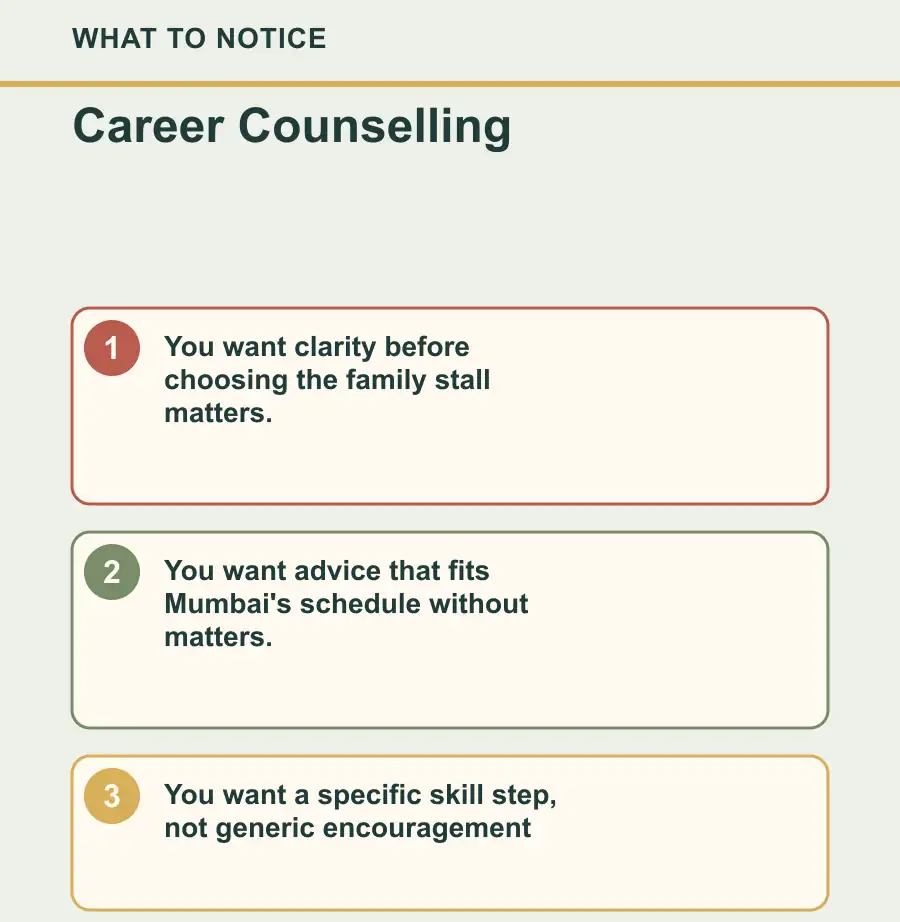 WHAT TO NOTICE
Career Counselling
1
You want clarity before
choosing the family stall
matters.
2
You want advice that fits
Mumbai's schedule without
matters.
3
You want a specific skill step,
not generic encouragement